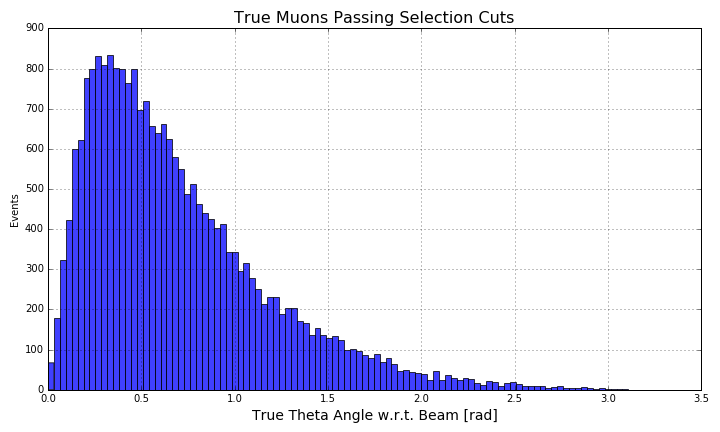 True Muons Passing Selection Cuts
900
800
700
600
500
400
300
200
100
0
Events
0.0 0.5 1.0 1.5 2.0 2.5 3.0 3.5
True Theta Angle w.r.t. Beam [rad]